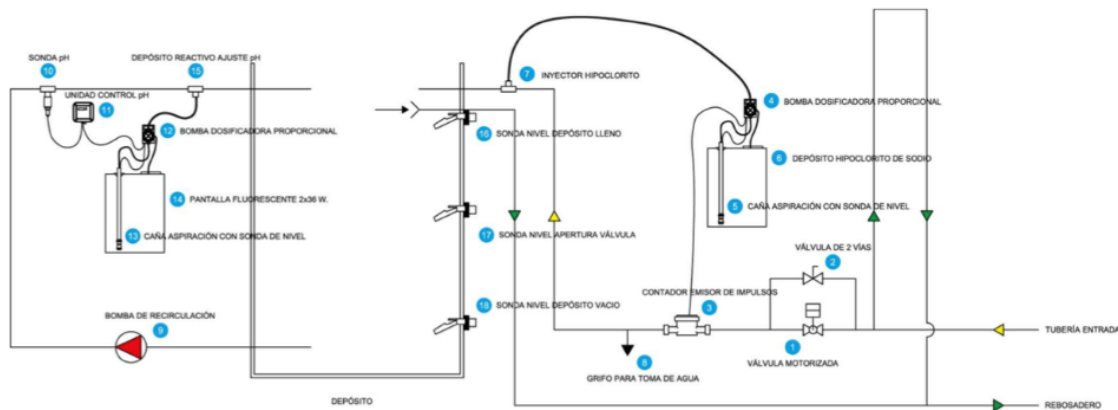 SONDA pH
10
DEPÓSITO REACTIVO AJUSTE pH
15
UNIDAD CONTROL pH
11
12 BOMBA DOSIFICADORA PROPORCIONAL
14 PANTALLA FLUORESCENTE 2x36 W.
13 CAÑA ASPIRACIÓN CON SONDA DE NIVEL
BOMBA DE RECIRCULACIÓN
9
DEPÓSITO
7 INYECTOR HIPOCLORITO
16 SONDA NIVEL DEPÓSITO LLENO
17 SONDA NIVEL APERTURA VÁLVULA
18 SONDA NIVEL DEPÓSITO VACIO
4 BOMBA DOSIFICADORA PROPORCIONAL
6 DEPÓSITO HIPOCLORITO DE SODIO
5 CAÑA ASPIRACIÓN CON SONDA DE NIVEL
VÁLVULA DE 2 VÍAS
2
CONTADOR EMISOR DE IMPULSOS
3
1
VÁLVULA MOTORIZADA
8
GRIFO PARA TOMA DE AGUA
TUBERÍA ENTRADA
REBOSADERO